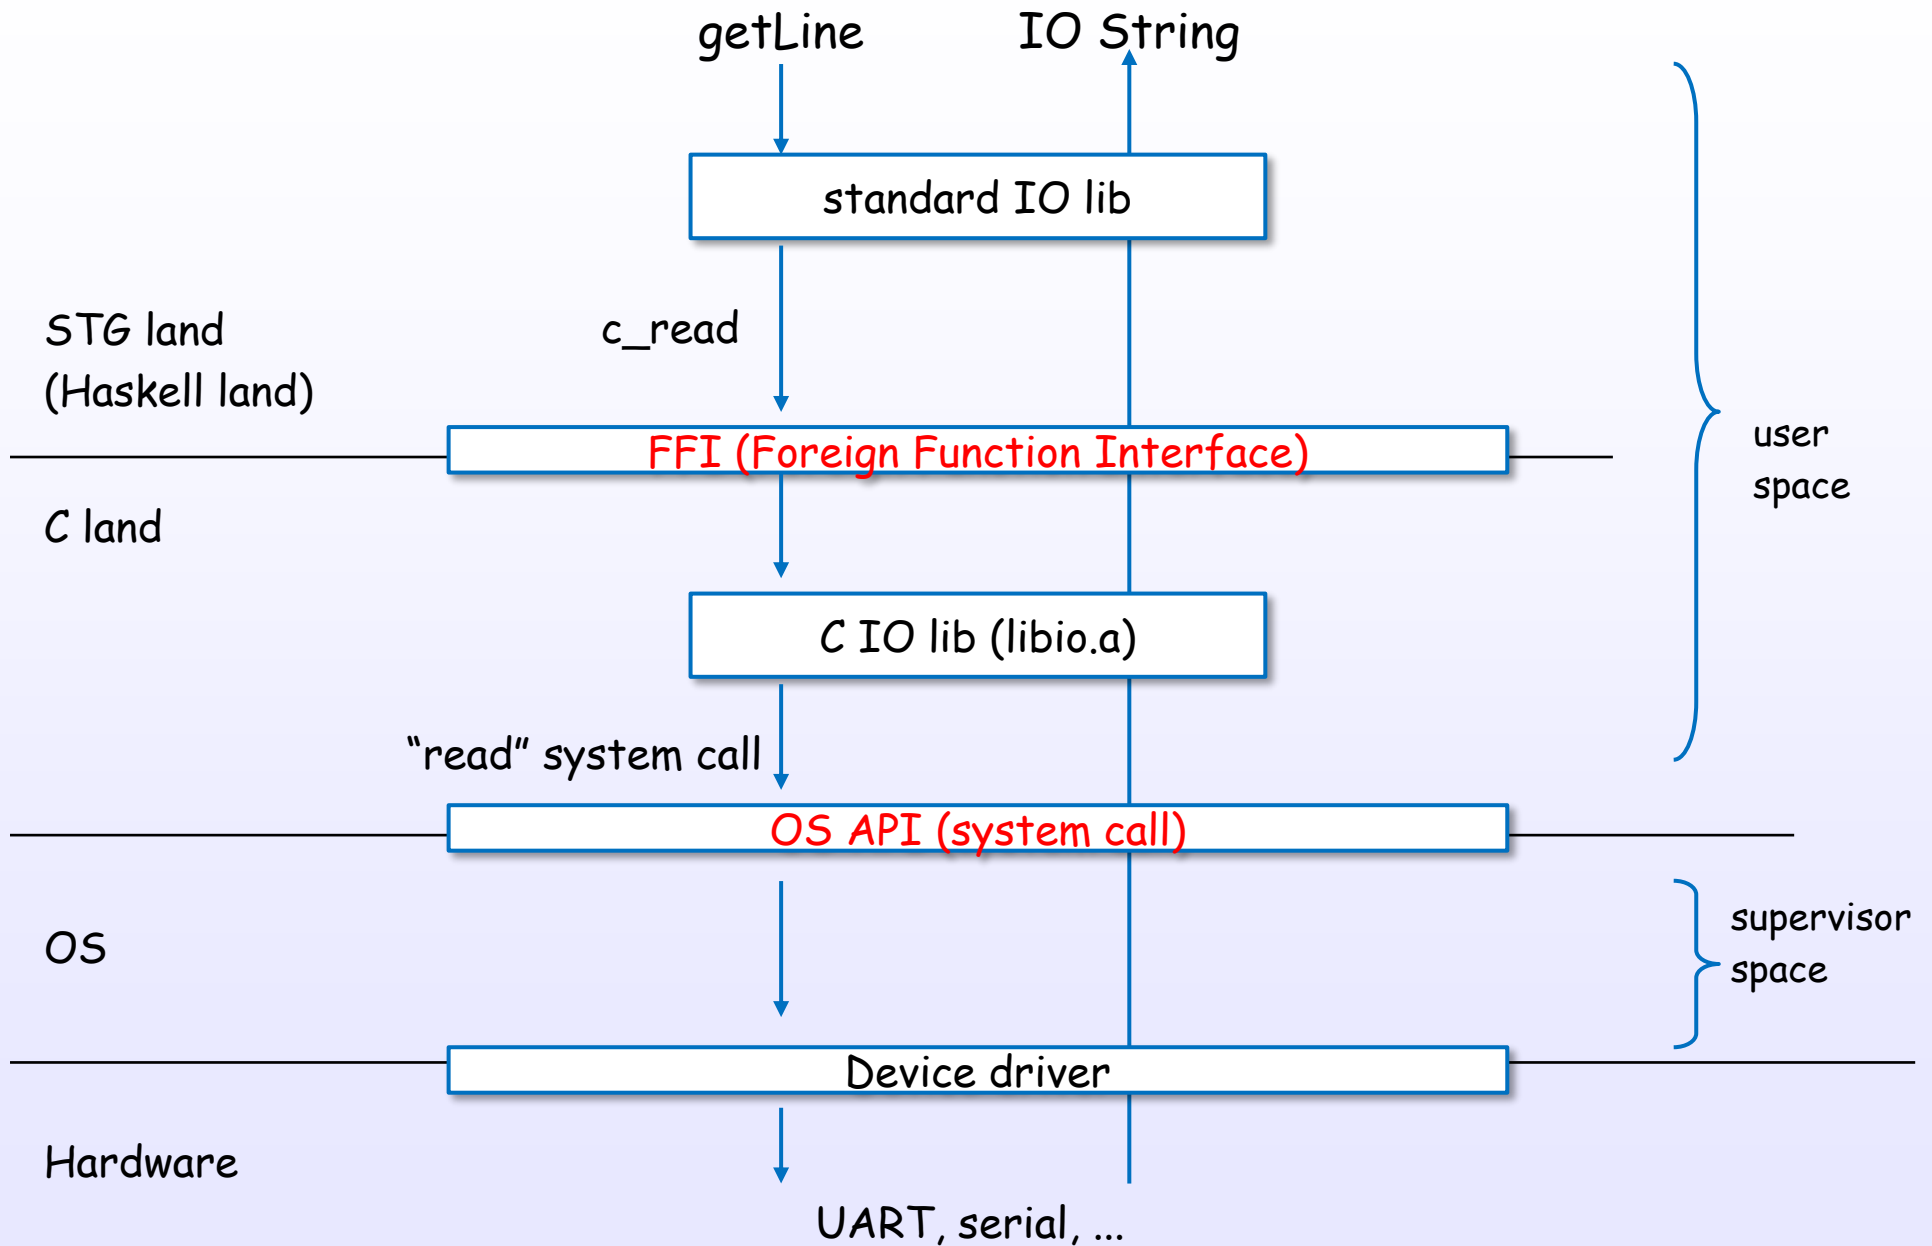 getLine
IO String
standard IO lib
STG land
(Haskell land)
c_read
FFI (Foreign Function Interface)
user
space
C land
C IO lib (libio.a)
“read” system call
OS API (system call)
supervisor
space
OS
Device driver
Hardware
UART, serial, ...